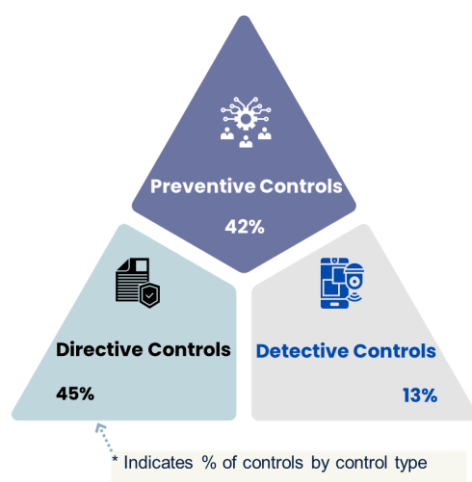 Preventive Controls
42%
Directive Controls
45%
Detective Controls
13%
* Indicates % of controls by control type